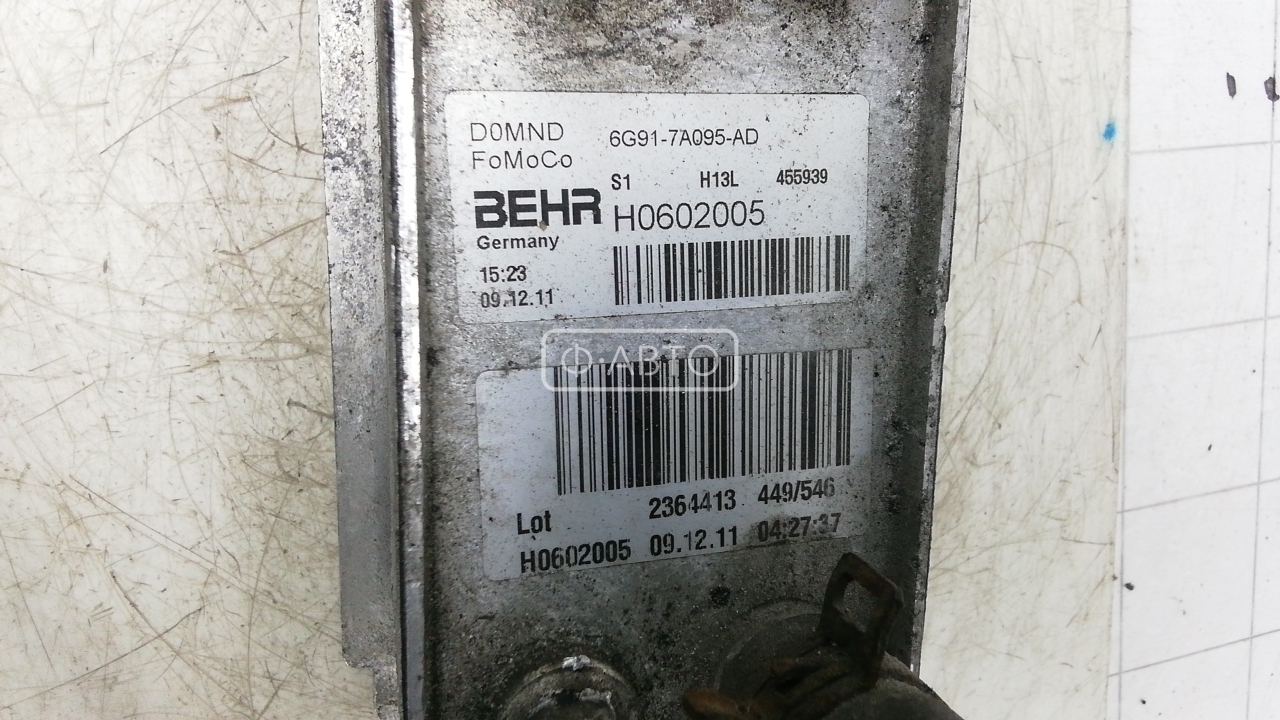 D0MND 6G91-7A095-AD
FoMoCo
S1 H13L 455939
BEHR H0602005
Germany
15:23
09.12.11
Ф·АВТО
2364413 449/546
Lot
H0602005 09.12.11 04:27:37